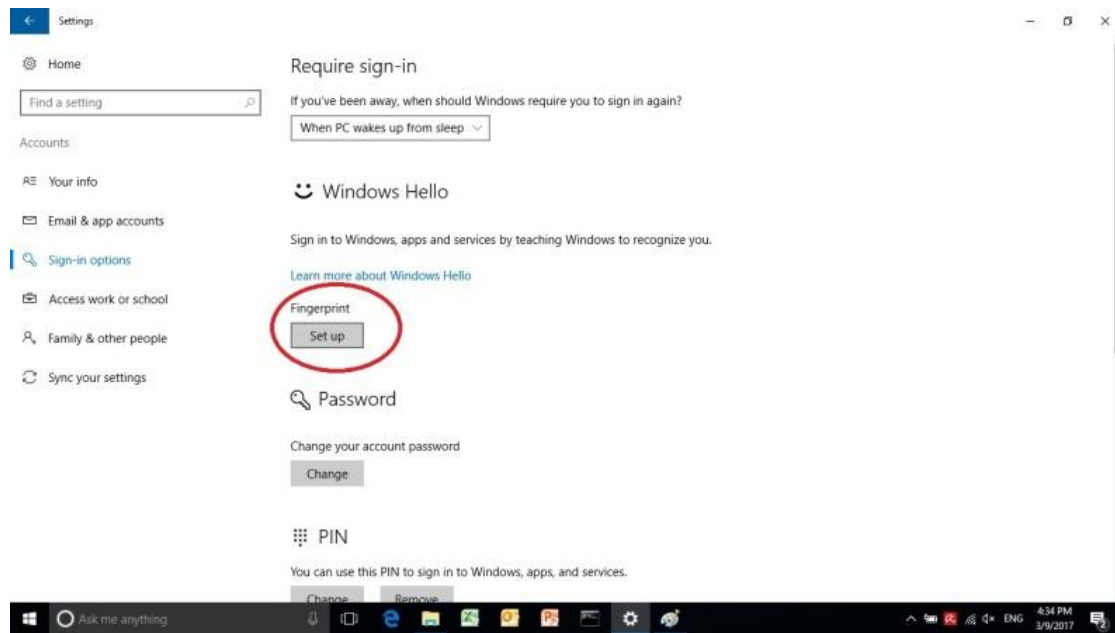 Settings
Home
Find a setting
Accounts
Your info
Email & app accounts
Sign-in options
Access work or school
Family & other people
Sync your settings
Require sign-in
If you've been away, when should Windows require you to sign in again?
When PC wakes up from sleep
Windows Hello
Sign in to Windows, apps and services by teaching Windows to recognize you.
Learn more about Windows Hello
Fingerprint
Set up
Password
Change your account password
Change
PIN
You can use this PIN to sign in to Windows, apps, and services.
Change Remove
Ask me anything
ENG
4:34 PM
3/9/2017